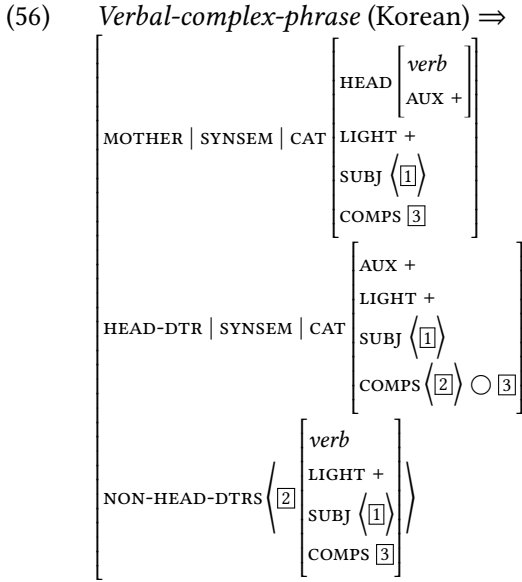 (56) Verbal-complex-phrase (Korean) ⇒
HEAD [verb
AUX +]
MOTHER | SYNSEM | CAT LIGHT +
SUBJ ⟨[1]⟩
COMPS [3]
AUX +
LIGHT +
HEAD-DTR | SYNSEM | CAT SUBJ ⟨[1]⟩
COMPS ⟨[2]⟩ ○ [3]
verb
LIGHT +
NON-HEAD-DTRS ⟨[2] SUBJ ⟨[1]⟩ ⟩
COMPS [3]